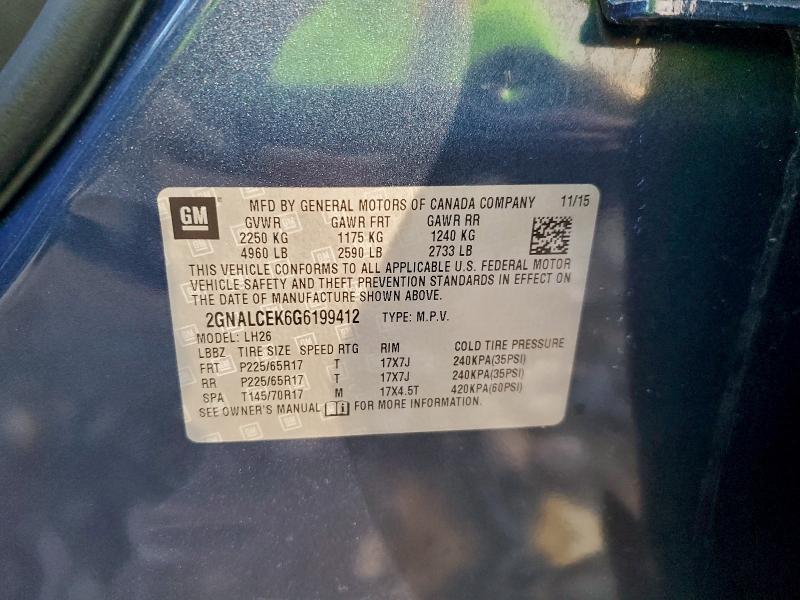 GM
MFD BY GENERAL MOTORS OF CANADA COMPANY 11/15
GVWR GAWR FRT GAWR RR
2250 KG 1175 KG 1240 KG
4960 LB 2590 LB 2733 LB
THIS VEHICLE CONFORMS TO ALL APPLICABLE U.S. FEDERAL MOTOR
VEHICLE SAFETY AND THEFT PREVENTION STANDARDS IN EFFECT ON
THE DATE OF MANUFACTURE SHOWN ABOVE.
2GNALCEK6G6199412 TYPE: M.P.V.
MODEL: LH26
LBBZ TIRE SIZE SPEED RTG RIM COLD TIRE PRESSURE
FRT P225/65R17 T 17X7J 240KPA(35PSI)
RR P225/65R17 T 17X7J 240KPA(35PSI)
SPA T145/70R17 M 17X4.5T 420KPA(60PSI)
SEE OWNER'S MANUAL FOR MORE INFORMATION.